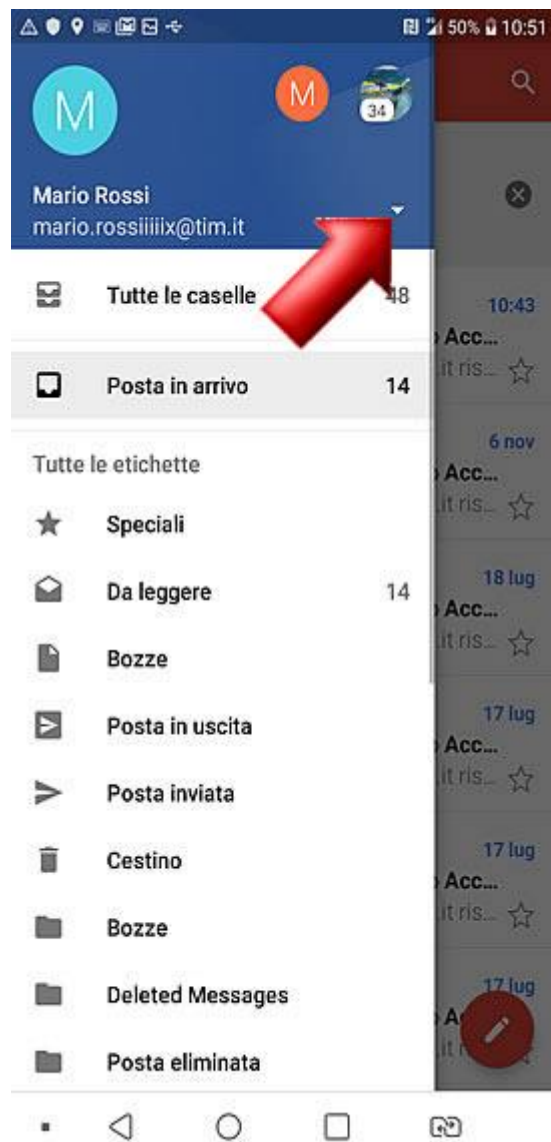 50% 10:51
M M 34
Mario Rossi
mario.rossiiiiix@tim.it
Tutte le caselle 48
10:43
Acc...
.it ris...
Posta in arrivo 14
6 nov
Acc...
.it ris...
Tutte le etichette
Speciali
18 lug
Da leggere 14
Acc...
.it ris...
Bozze
17 lug
Posta in uscita
Acc...
.it ris...
Posta inviata
17 lug
Cestino
Acc...
.it ris...
Bozze
17 lug
Deleted Messages
Posta eliminata